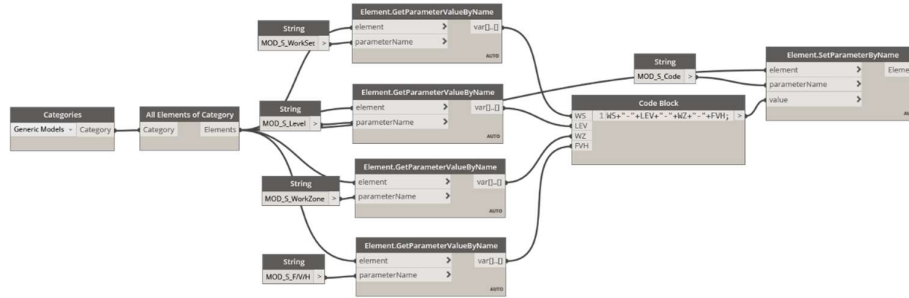 Categories
Generic Models Category
All Elements of Category
Category Elements
String
MOD_S_WorkSet >
Element.GetParameterValueByName
element > var[]..[]
parameterName >
AUTO
String
MOD_S_Level >
Element.GetParameterValueByName
element > var[]..[]
parameterName >
AUTO
String
MOD_S_WorkZone >
Element.GetParameterValueByName
element > var[]..[]
parameterName >
AUTO
String
MOD_S_F/V/H >
Element.GetParameterValueByName
element > var[]..[]
parameterName >
AUTO
Code Block
WS 1 WS+"-"+LEV+"-"+WZ+"-"+FVH; >
LEV
WZ
FVH
String
MOD_S_Code >
Element.SetParameterByName
element > Eleme
parameterName >
value >